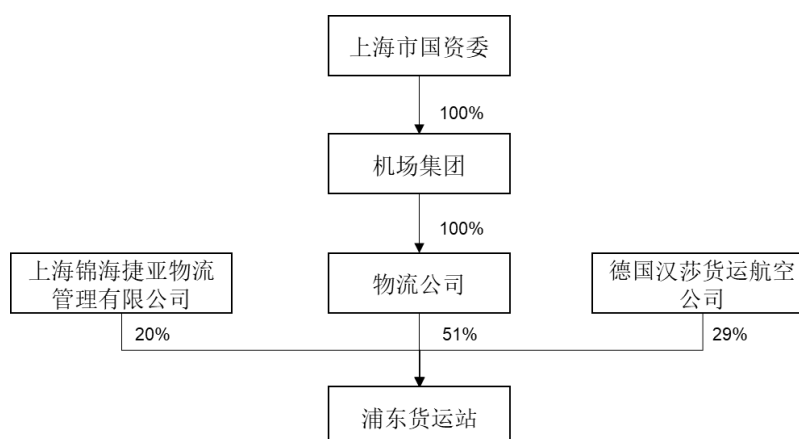 上海市国资委
100%
机场集团
100%
上海锦海捷亚物流
管理有限公司
物流公司
德国汉莎货运航空
公司
20%
51%
29%
浦东货运站